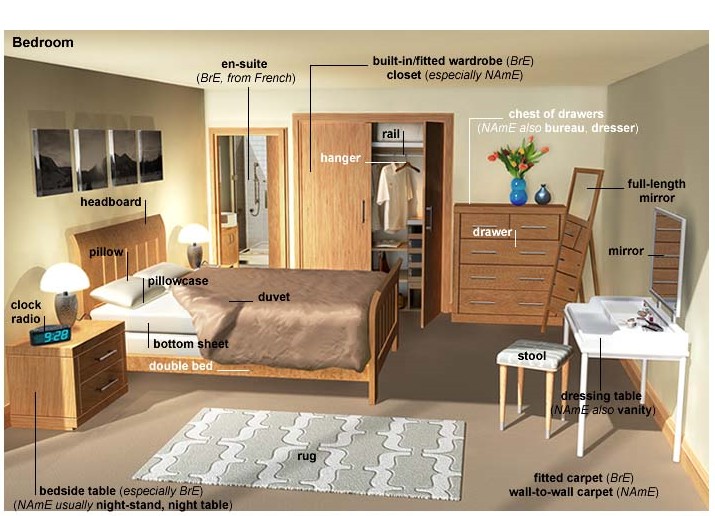 Bedroom
en-suite
(BrE, from French)
built-in/fitted wardrobe (BrE)
closet (especially NAmE)
chest of drawers
(NAmE also bureau, dresser)
rail
hanger
full-length
mirror
headboard
drawer
mirror
pillow
pillowcase
duvet
clock
radio
9:28
bottom sheet
stool
double bed
dressing table
(NAmE also vanity)
rug
fitted carpet (BrE)
wall-to-wall carpet (NAmE)
bedside table (especially BrE)
(NAmE usually night-stand, night table)